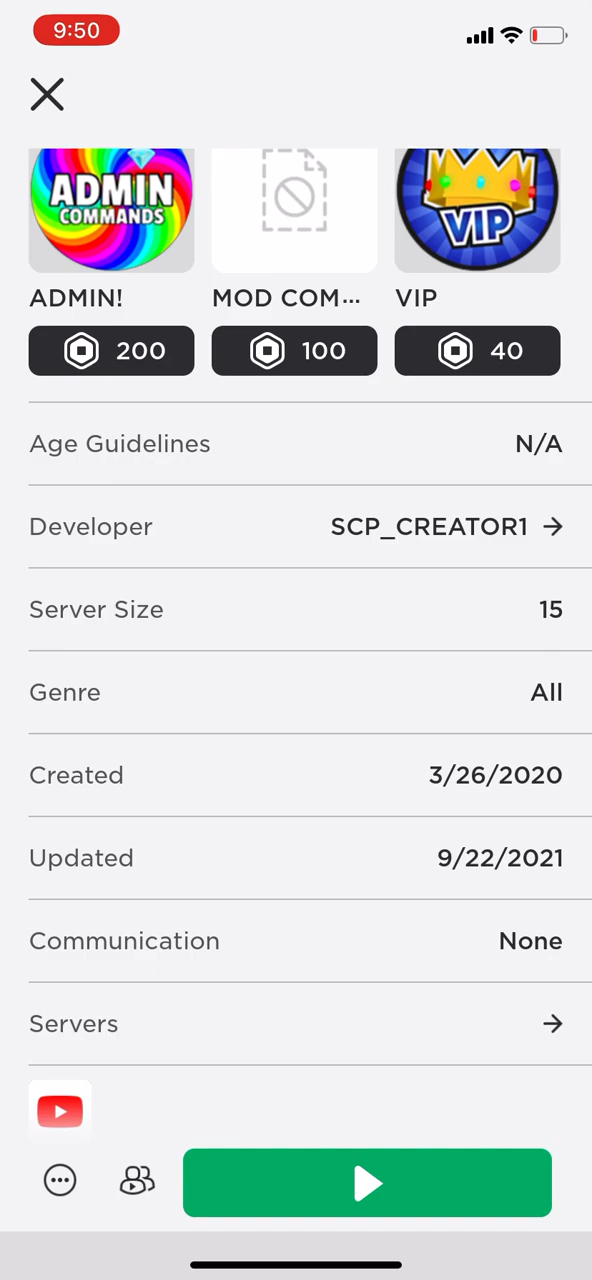 9:50
ADMIN
COMMANDS
VIP
ADMIN! MOD COM... VIP
200 100 40
Age Guidelines N/A
Developer SCP_CREATOR1
Server Size 15
Genre All
Created 3/26/2020
Updated 9/22/2021
Communication None
Servers